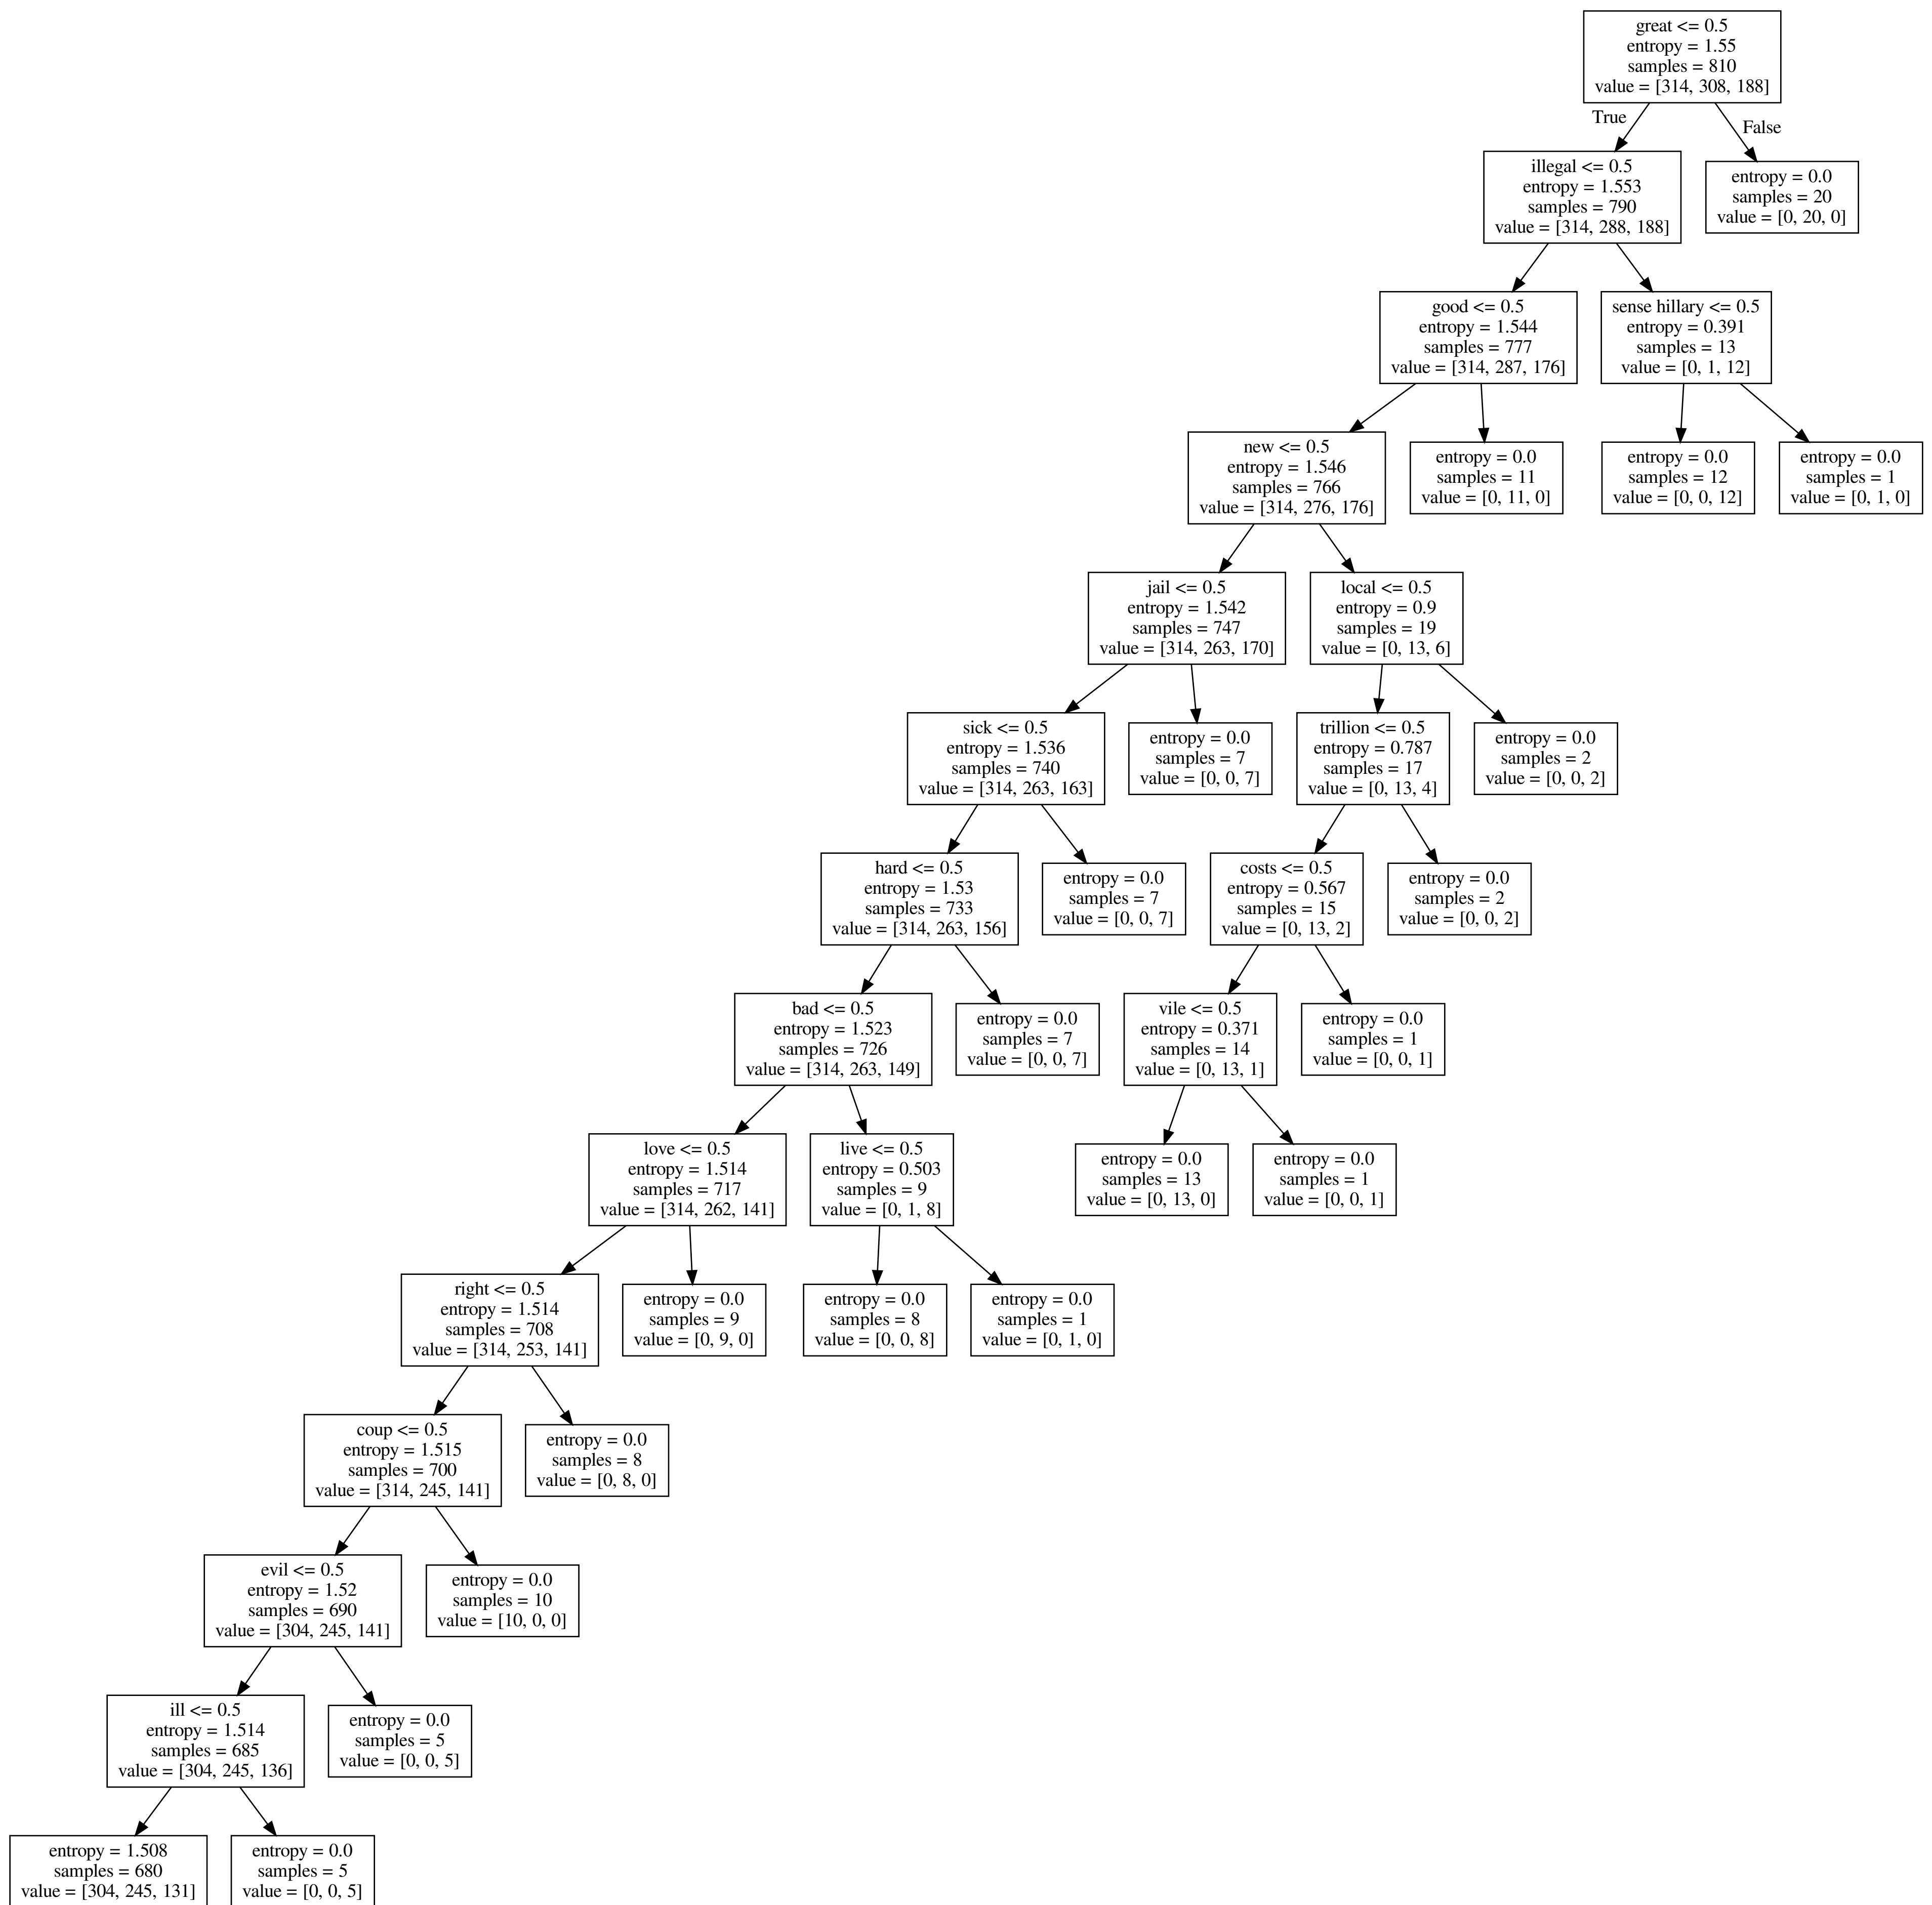 great <= 0.5
entropy = 1.55
samples = 810
value = [314, 308, 188]
True
False
illegal <= 0.5
entropy = 1.553
samples = 790
value = [314, 288, 188]
entropy = 0.0
samples = 20
value = [0, 20, 0]
good <= 0.5
entropy = 1.544
samples = 777
value = [314, 287, 176]
sense hillary <= 0.5
entropy = 0.391
samples = 13
value = [0, 1, 12]
new <= 0.5
entropy = 1.546
samples = 766
value = [314, 276, 176]
entropy = 0.0
samples = 11
value = [0, 11, 0]
entropy = 0.0
samples = 12
value = [0, 0, 12]
entropy = 0.0
samples = 1
value = [0, 1, 0]
jail <= 0.5
entropy = 1.542
samples = 747
value = [314, 263, 170]
local <= 0.5
entropy = 0.9
samples = 19
value = [0, 13, 6]
sick <= 0.5
entropy = 1.536
samples = 740
value = [314, 263, 163]
entropy = 0.0
samples = 7
value = [0, 0, 7]
trillion <= 0.5
entropy = 0.787
samples = 17
value = [0, 13, 4]
entropy = 0.0
samples = 2
value = [0, 0, 2]
hard <= 0.5
entropy = 1.53
samples = 733
value = [314, 263, 156]
entropy = 0.0
samples = 7
value = [0, 0, 7]
costs <= 0.5
entropy = 0.567
samples = 15
value = [0, 13, 2]
entropy = 0.0
samples = 2
value = [0, 0, 2]
bad <= 0.5
entropy = 1.523
samples = 726
value = [314, 263, 149]
entropy = 0.0
samples = 7
value = [0, 0, 7]
vile <= 0.5
entropy = 0.371
samples = 14
value = [0, 13, 1]
entropy = 0.0
samples = 1
value = [0, 0, 1]
love <= 0.5
entropy = 1.514
samples = 717
value = [314, 262, 141]
live <= 0.5
entropy = 0.503
samples = 9
value = [0, 1, 8]
entropy = 0.0
samples = 13
value = [0, 13, 0]
entropy = 0.0
samples = 1
value = [0, 0, 1]
right <= 0.5
entropy = 1.514
samples = 708
value = [314, 253, 141]
entropy = 0.0
samples = 9
value = [0, 9, 0]
entropy = 0.0
samples = 8
value = [0, 0, 8]
entropy = 0.0
samples = 1
value = [0, 1, 0]
coup <= 0.5
entropy = 1.515
samples = 700
value = [314, 245, 141]
entropy = 0.0
samples = 8
value = [0, 8, 0]
evil <= 0.5
entropy = 1.52
samples = 690
value = [304, 245, 141]
entropy = 0.0
samples = 10
value = [10, 0, 0]
ill <= 0.5
entropy = 1.514
samples = 685
value = [304, 245, 136]
entropy = 0.0
samples = 5
value = [0, 0, 5]
entropy = 1.508
samples = 680
value = [304, 245, 131]
entropy = 0.0
samples = 5
value = [0, 0, 5]